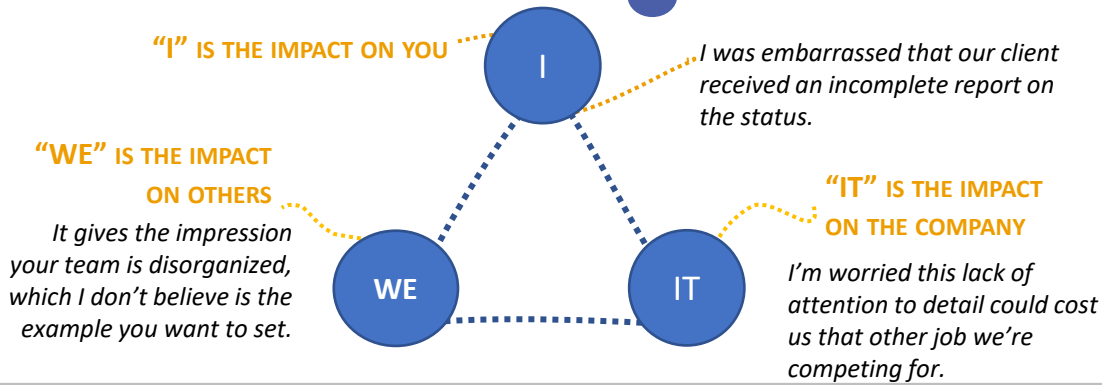 “I” IS THE IMPACT ON YOU
I
I was embarrassed that our client
received an incomplete report on
the status.
“WE” IS THE IMPACT
ON OTHERS
It gives the impression
your team is disorganized,
which I don’t believe is the
example you want to set.
WE
IT
“IT” IS THE IMPACT
ON THE COMPANY
I’m worried this lack of
attention to detail could cost
us that other job we’re
competing for.